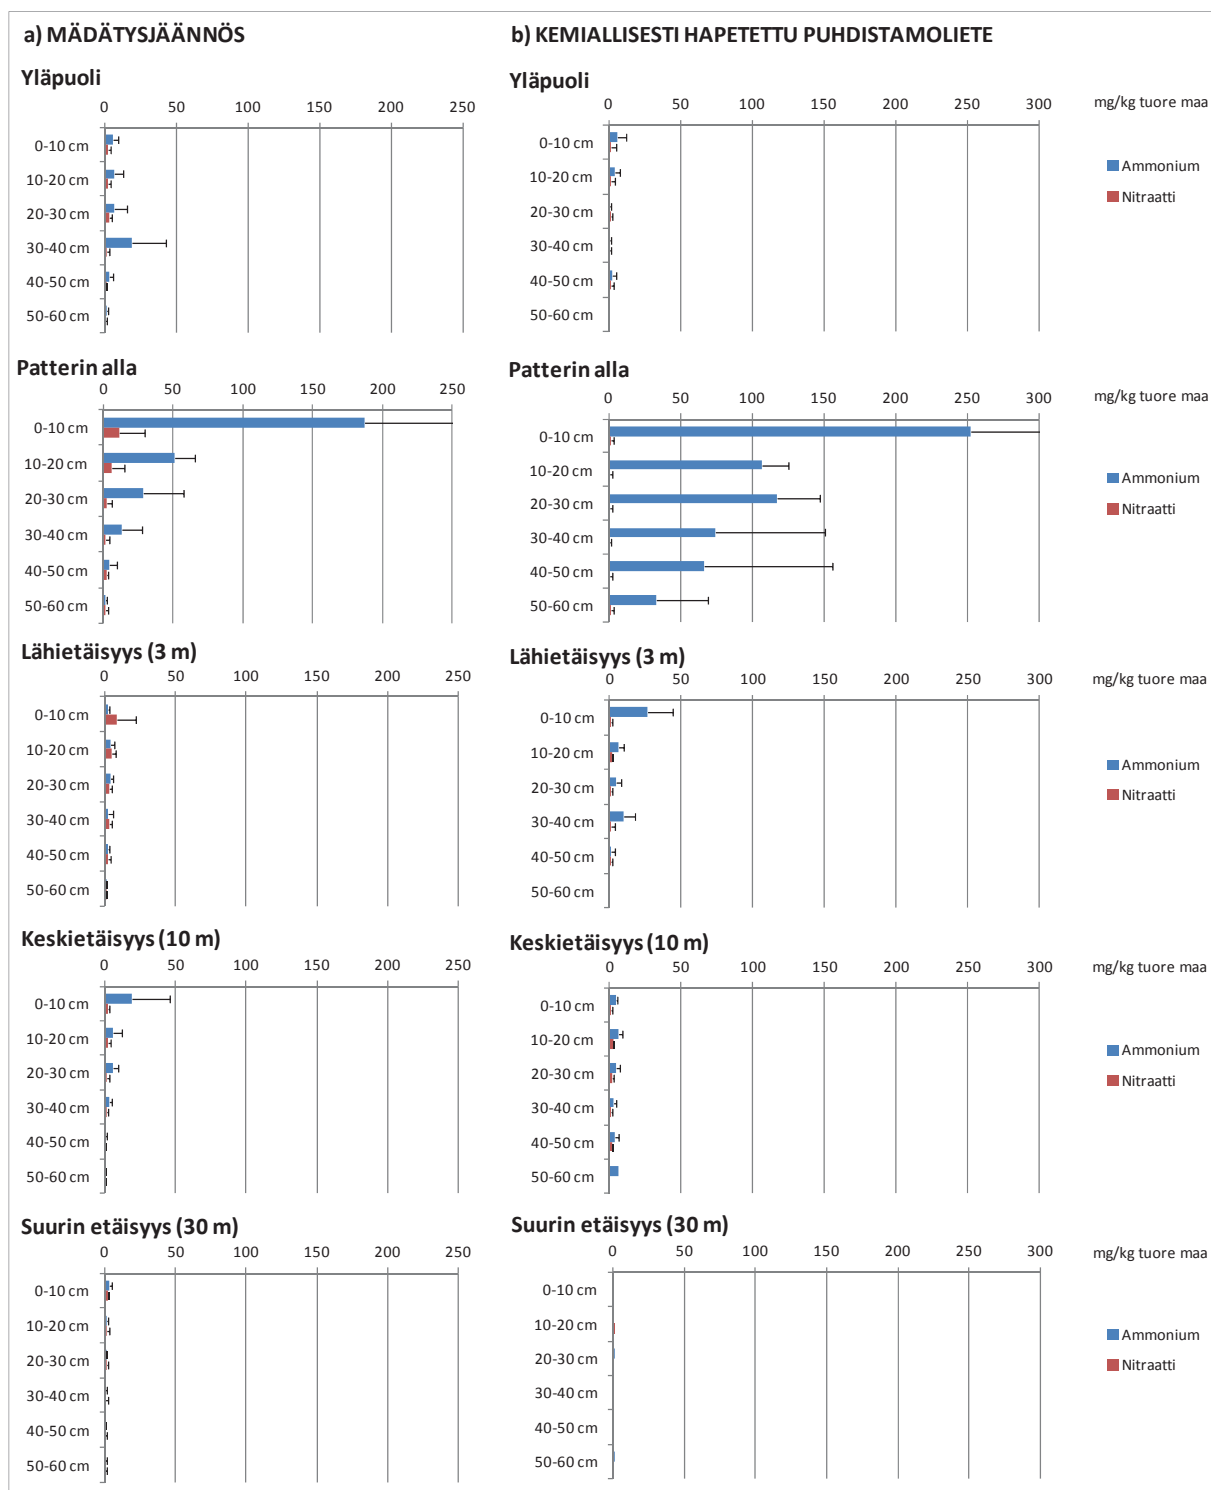 a) MÄDÄTYSJÄÄNNÖS
Yläpuoli
0 50 100 150 200 250
0-10 cm
10-20 cm
20-30 cm
30-40 cm
40-50 cm
50-60 cm
Patterin alla
0 50 100 150 200 250
0-10 cm
10-20 cm
20-30 cm
30-40 cm
40-50 cm
50-60 cm
Lähietäisyys (3 m)
0 50 100 150 200 250
0-10 cm
10-20 cm
20-30 cm
30-40 cm
40-50 cm
50-60 cm
Keskietäisyys (10 m)
0 50 100 150 200 250
0-10 cm
10-20 cm
20-30 cm
30-40 cm
40-50 cm
50-60 cm
Suurin etäisyys (30 m)
0 50 100 150 200 250
0-10 cm
10-20 cm
20-30 cm
30-40 cm
40-50 cm
50-60 cm
b) KEMIALLISESTI HAPETETTU PUHDISTAMOLIETE
Yläpuoli
0 50 100 150 200 250 300 mg/kg tuore maa
0-10 cm
10-20 cm
20-30 cm
30-40 cm
40-50 cm
50-60 cm
Ammonium
Nitraatti
Patterin alla
0 50 100 150 200 250 300 mg/kg tuore maa
0-10 cm
10-20 cm
20-30 cm
30-40 cm
40-50 cm
50-60 cm
Ammonium
Nitraatti
Lähietäisyys (3 m)
0 50 100 150 200 250 300 mg/kg tuore maa
0-10 cm
10-20 cm
20-30 cm
30-40 cm
40-50 cm
50-60 cm
Ammonium
Nitraatti
Keskietäisyys (10 m)
0 50 100 150 200 250 300 mg/kg tuore maa
0-10 cm
10-20 cm
20-30 cm
30-40 cm
40-50 cm
50-60 cm
Ammonium
Nitraatti
Suurin etäisyys (30 m)
0 50 100 150 200 250 300 mg/kg tuore maa
0-10 cm
10-20 cm
20-30 cm
30-40 cm
40-50 cm
50-60 cm
Ammonium
Nitraatti